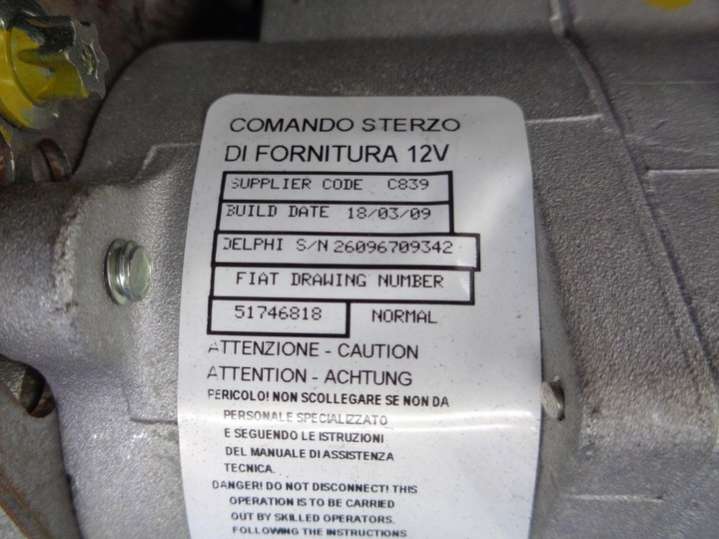 COMANDO STERZO
DI FORNITURA 12V
SUPPLIER CODE C839
BUILD DATE 18/03/09
DELPHI S/N 26096709342
FIAT DRAWING NUMBER
51746818 NORMAL
ATTENZIONE - CAUTION
ATTENTION - ACHTUNG
PERICOLO! NON SCOLLEGARE SE NON DA
PERSONALE SPECIALIZZATO
E SEGUENDO LE ISTRUZIONI
DEL MANUALE DI ASSISTENZA
TECNICA.
DANGER! DO NOT DISCONNECT! THIS
OPERATION IS TO BE CARRIED
OUT BY SKILLED OPERATORS.
FOLLOWING THE INSTRUCTIONS